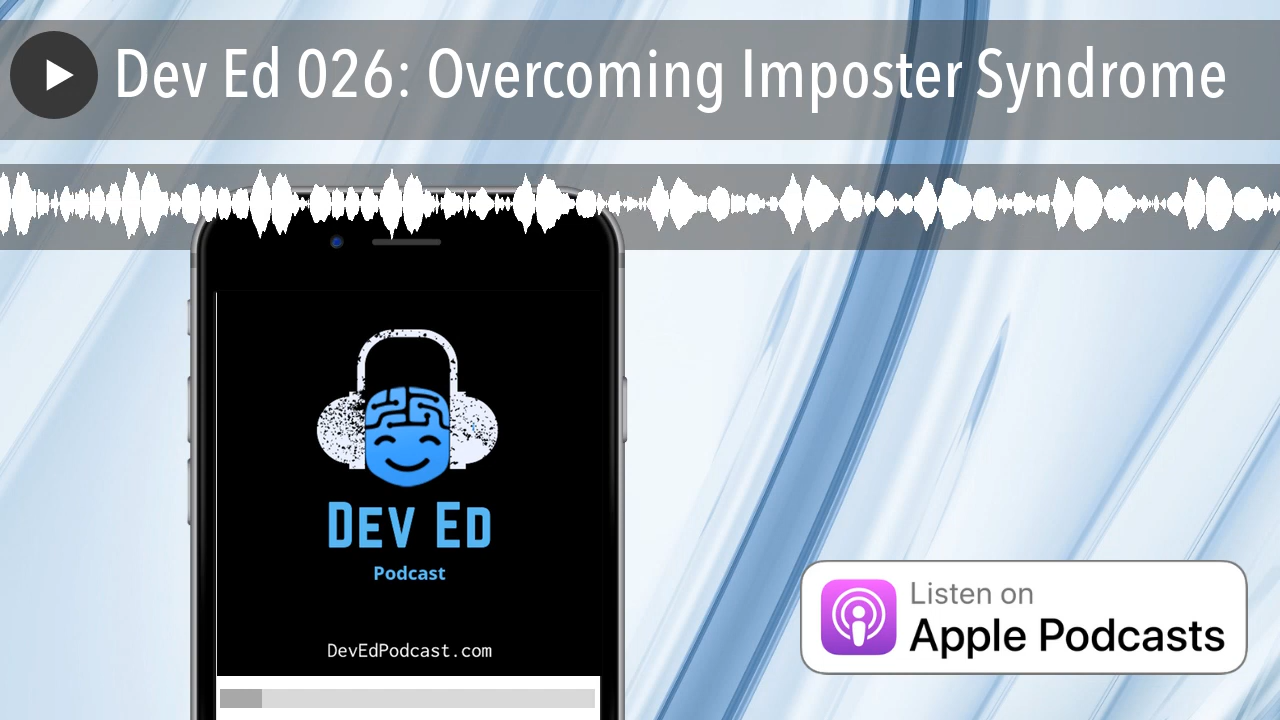 Dev Ed 026: Overcoming Imposter Syndrome
DEV ED
Podcast
DevEdPodcast.com
Listen on
Apple Podcasts